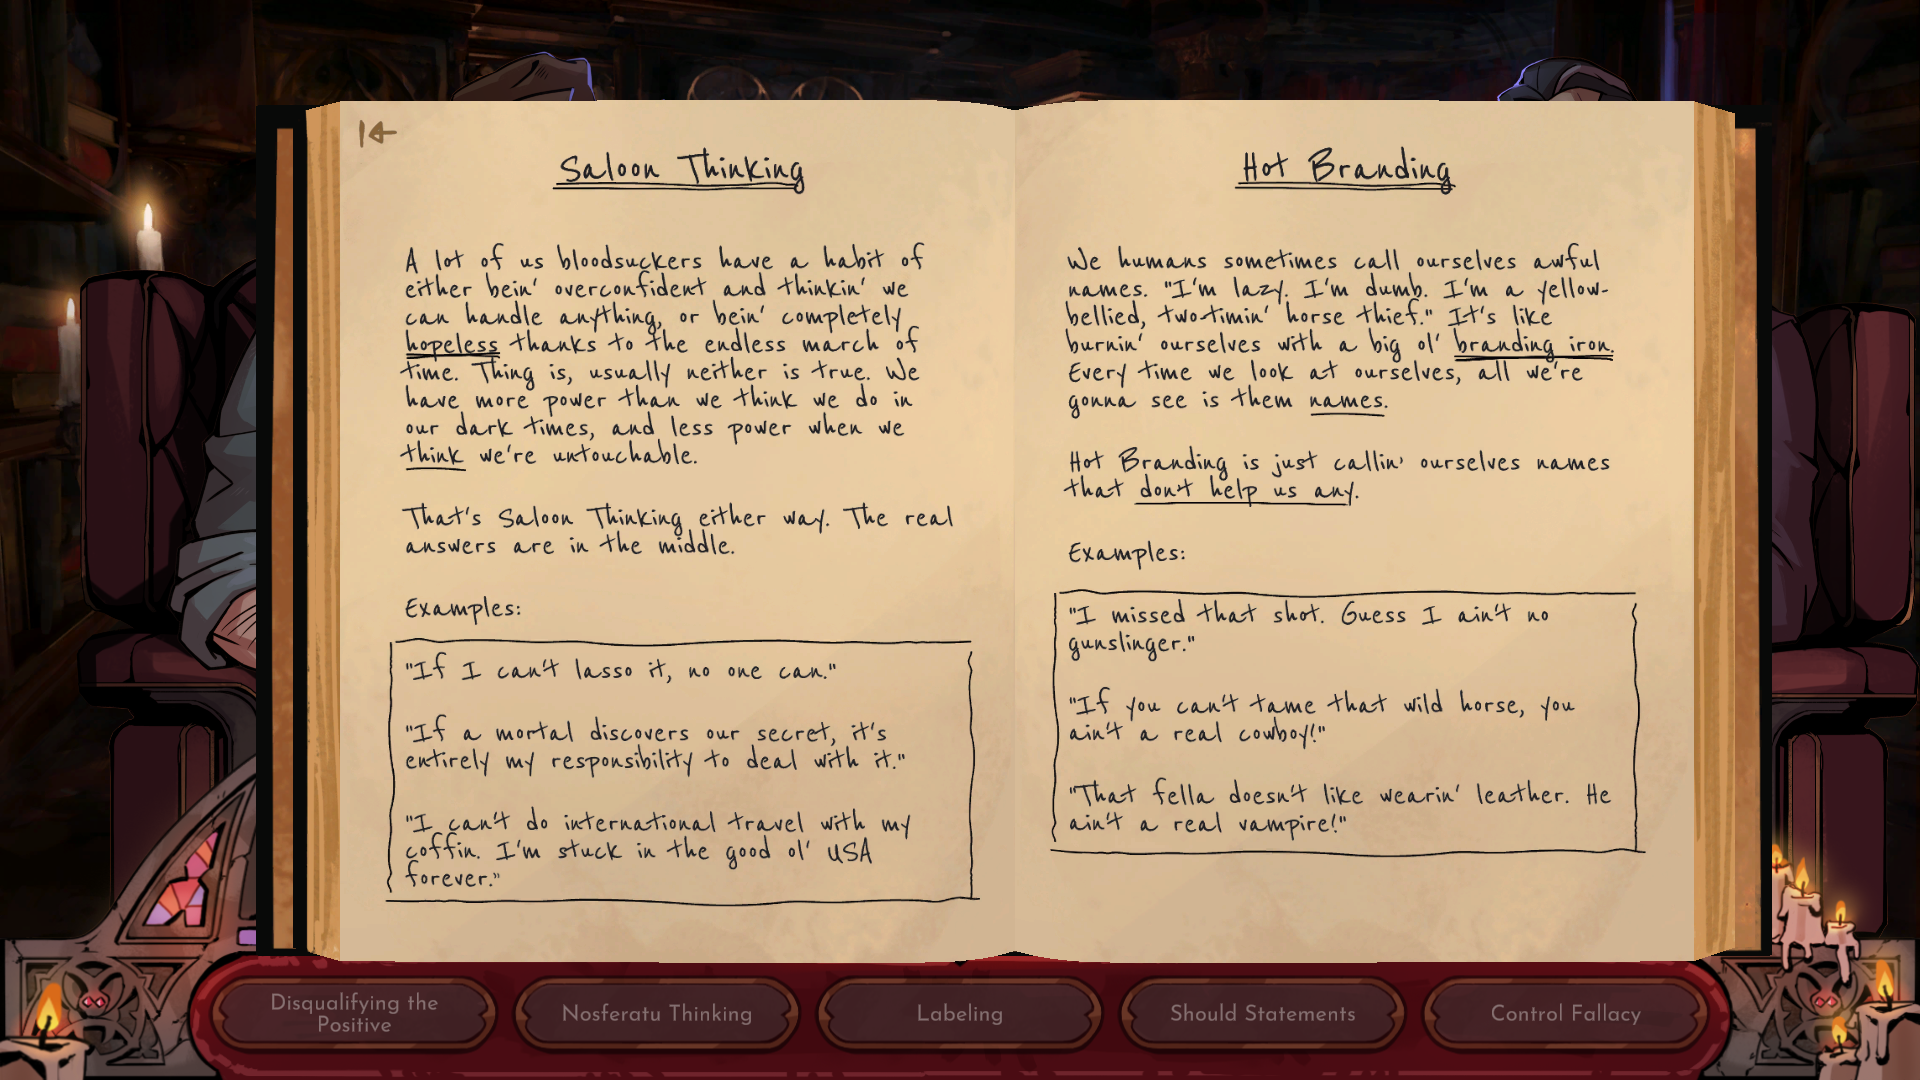 Saloon Thinking
A lot of us bloodsuckers have a habit of
either bein' overconfident and thinkin' we
can handle anything, or bein' completely
hopeless thanks to the endless march of
time. Thing is, usually neither is true. We
have more power than we think we do in
our dark times, and less power when we
think we're untouchable.
That's Saloon Thinking either way. The real
answers are in the middle.
Examples:
"If I can't lasso it, no one can."
"If a mortal discovers our secret, it's
entirely my responsibility to deal with it."
"I can't do international travel with my
coffin. I'm stuck in the good ol' USA
forever."
Hot Branding
We humans sometimes call ourselves awful
names. "I'm lazy. I'm dumb. I'm a yellow-
bellied, two-timin' horse thief." It's like
burnin' ourselves with a big ol' branding iron.
Every time we look at ourselves, all we're
gonna see is them names.
Hot Branding is just callin' ourselves names
that don't help us any.
Examples:
"I missed that shot. Guess I ain't no
gunslinger."
"If you can't tame that wild horse, you
ain't a real cowboy!"
"That fella doesn't like wearin' leather. He
ain't a real vampire!"
Disqualifying the
Positive
Nosferatu Thinking
Labeling
Should Statements
Control Fallacy